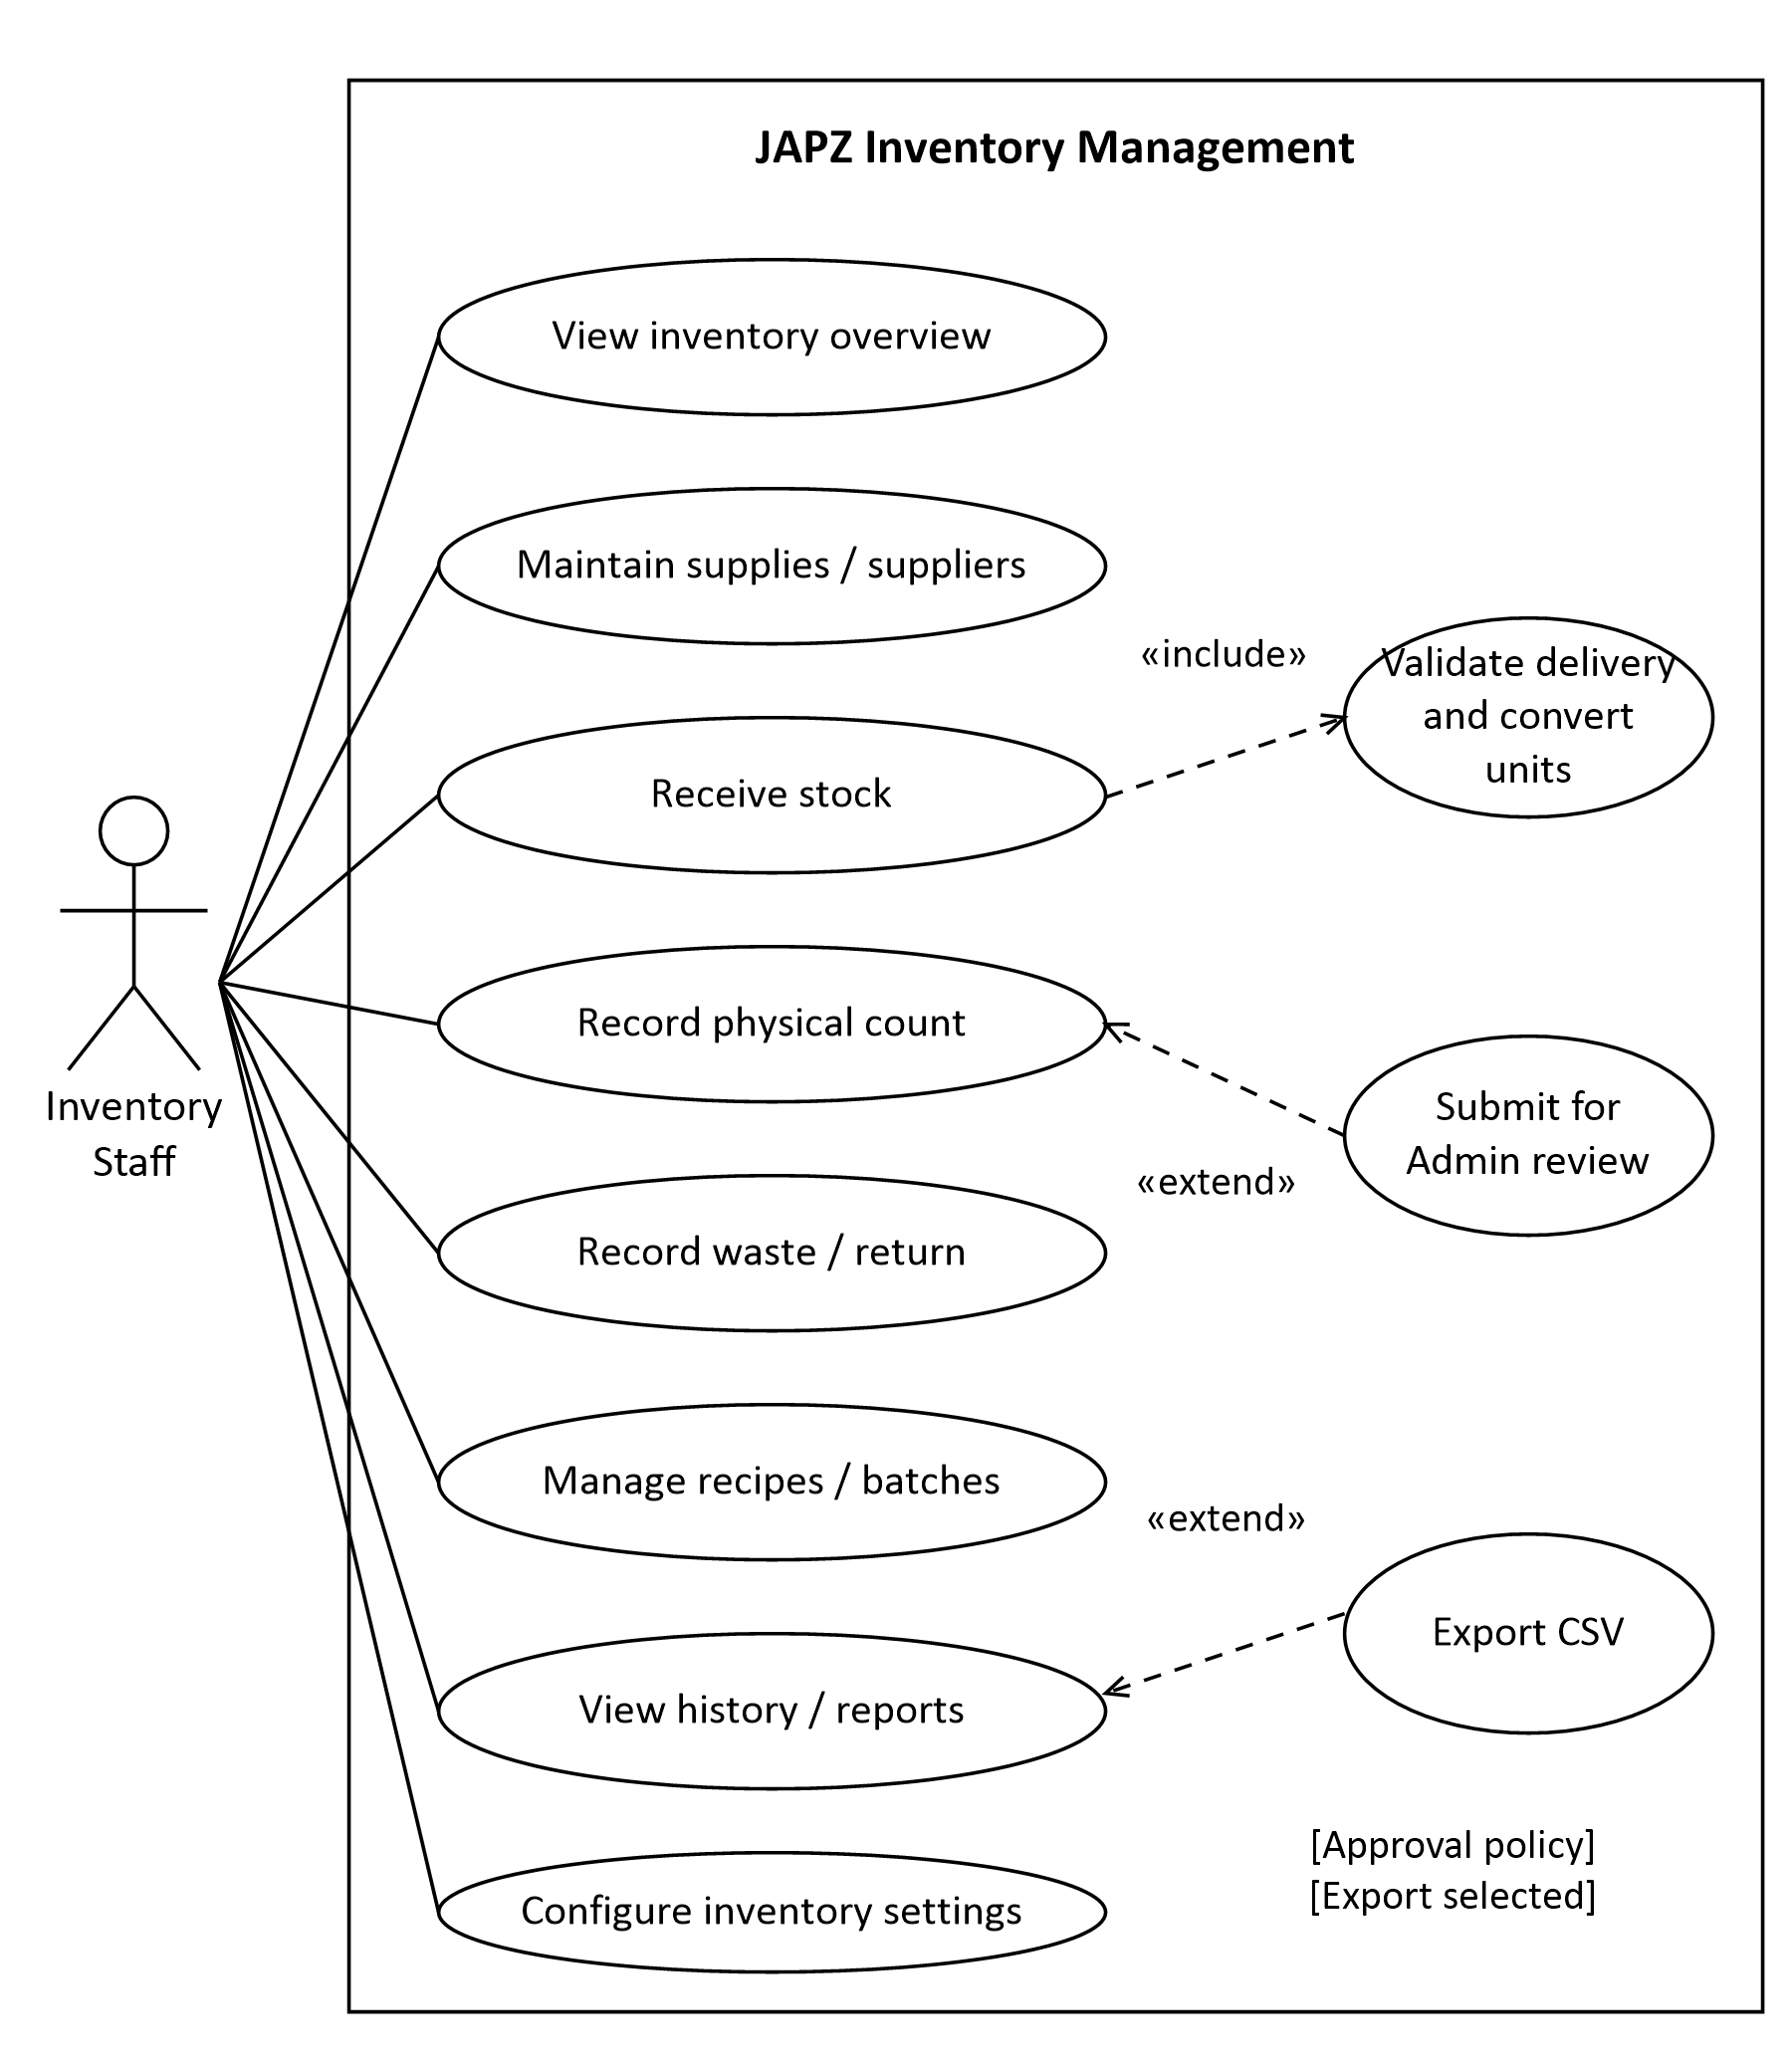 JAPZ Inventory Management
View inventory overview
Maintain supplies / suppliers
«include»
Validate delivery
and convert
units
Receive stock
Record physical count
Inventory
Staff
Submit for
Admin review
«extend»
Record waste / return
Manage recipes / batches
«extend»
Export CSV
View history / reports
[Approval policy]
[Export selected]
Configure inventory settings